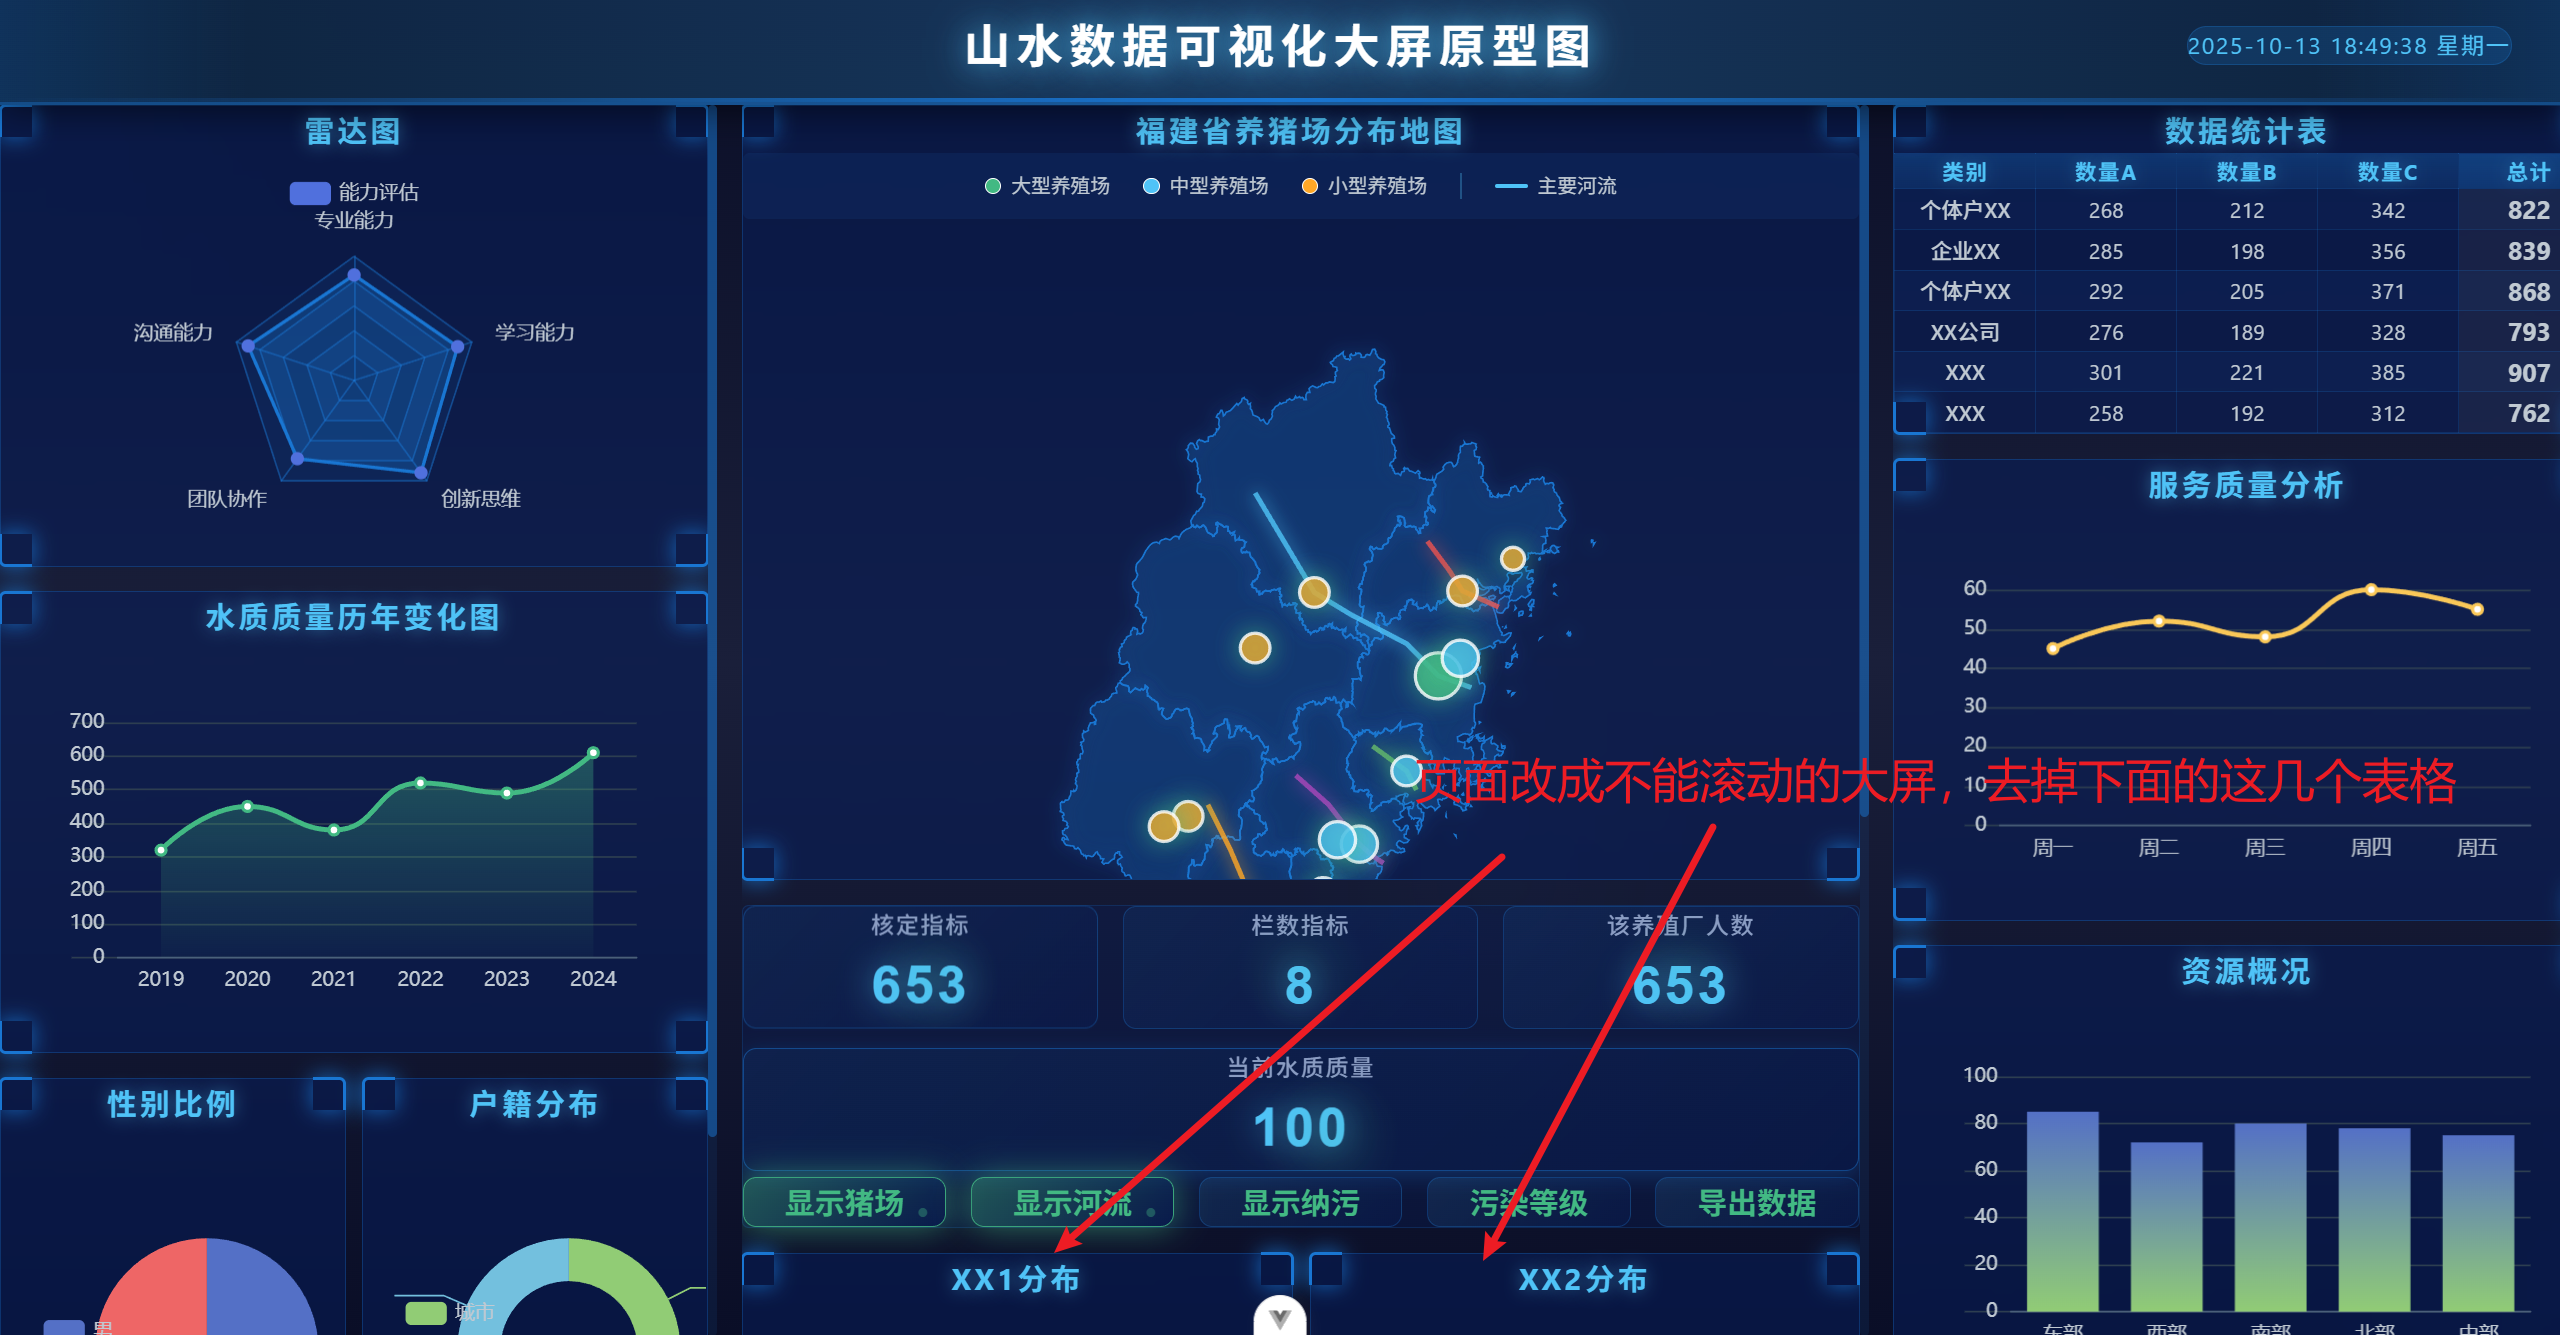 山水数据可视化大屏原型图
2025-10-13 18:49:38 星期一
雷达图
能力评估
专业能力
沟通能力
学习能力
团队协作
创新思维
水质质量历年变化图
700
600
500
400
300
200
100
0
2019 2020 2021 2022 2023 2024
性别比例
男
户籍分布
城市
福建省养猪场分布地图
大型养殖场 中型养殖场 小型养殖场 主要河流
页面改成不能滚动的大屏，去掉下面的这几个表格
核定指标
653
栏数指标
8
该养殖厂人数
653
当前水质质量
100
显示猪场 显示河流 显示纳污 污染等级 导出数据
XX1分布
XX2分布
数据统计表
类别 数量A 数量B 数量C 总计
个体户XX 268 212 342 822
企业XX 285 198 356 839
个体户XX 292 205 371 868
XX公司 276 189 328 793
XXX 301 221 385 907
XXX 258 192 312 762
服务质量分析
60
50
40
30
20
10
0
周一 周二 周三 周四 周五
资源概况
100
80
60
40
20
0
东部 西部 南部 北部 中部